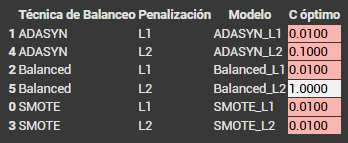 Técnica de Balanceo Penalización Modelo C óptimo
1 ADASYN L1 ADASYN_L1 0.0100
4 ADASYN L2 ADASYN_L2 0.1000
2 Balanced L1 Balanced_L1 0.0100
5 Balanced L2 Balanced_L2 1.0000
0 SMOTE L1 SMOTE_L1 0.0100
3 SMOTE L2 SMOTE_L2 0.0100